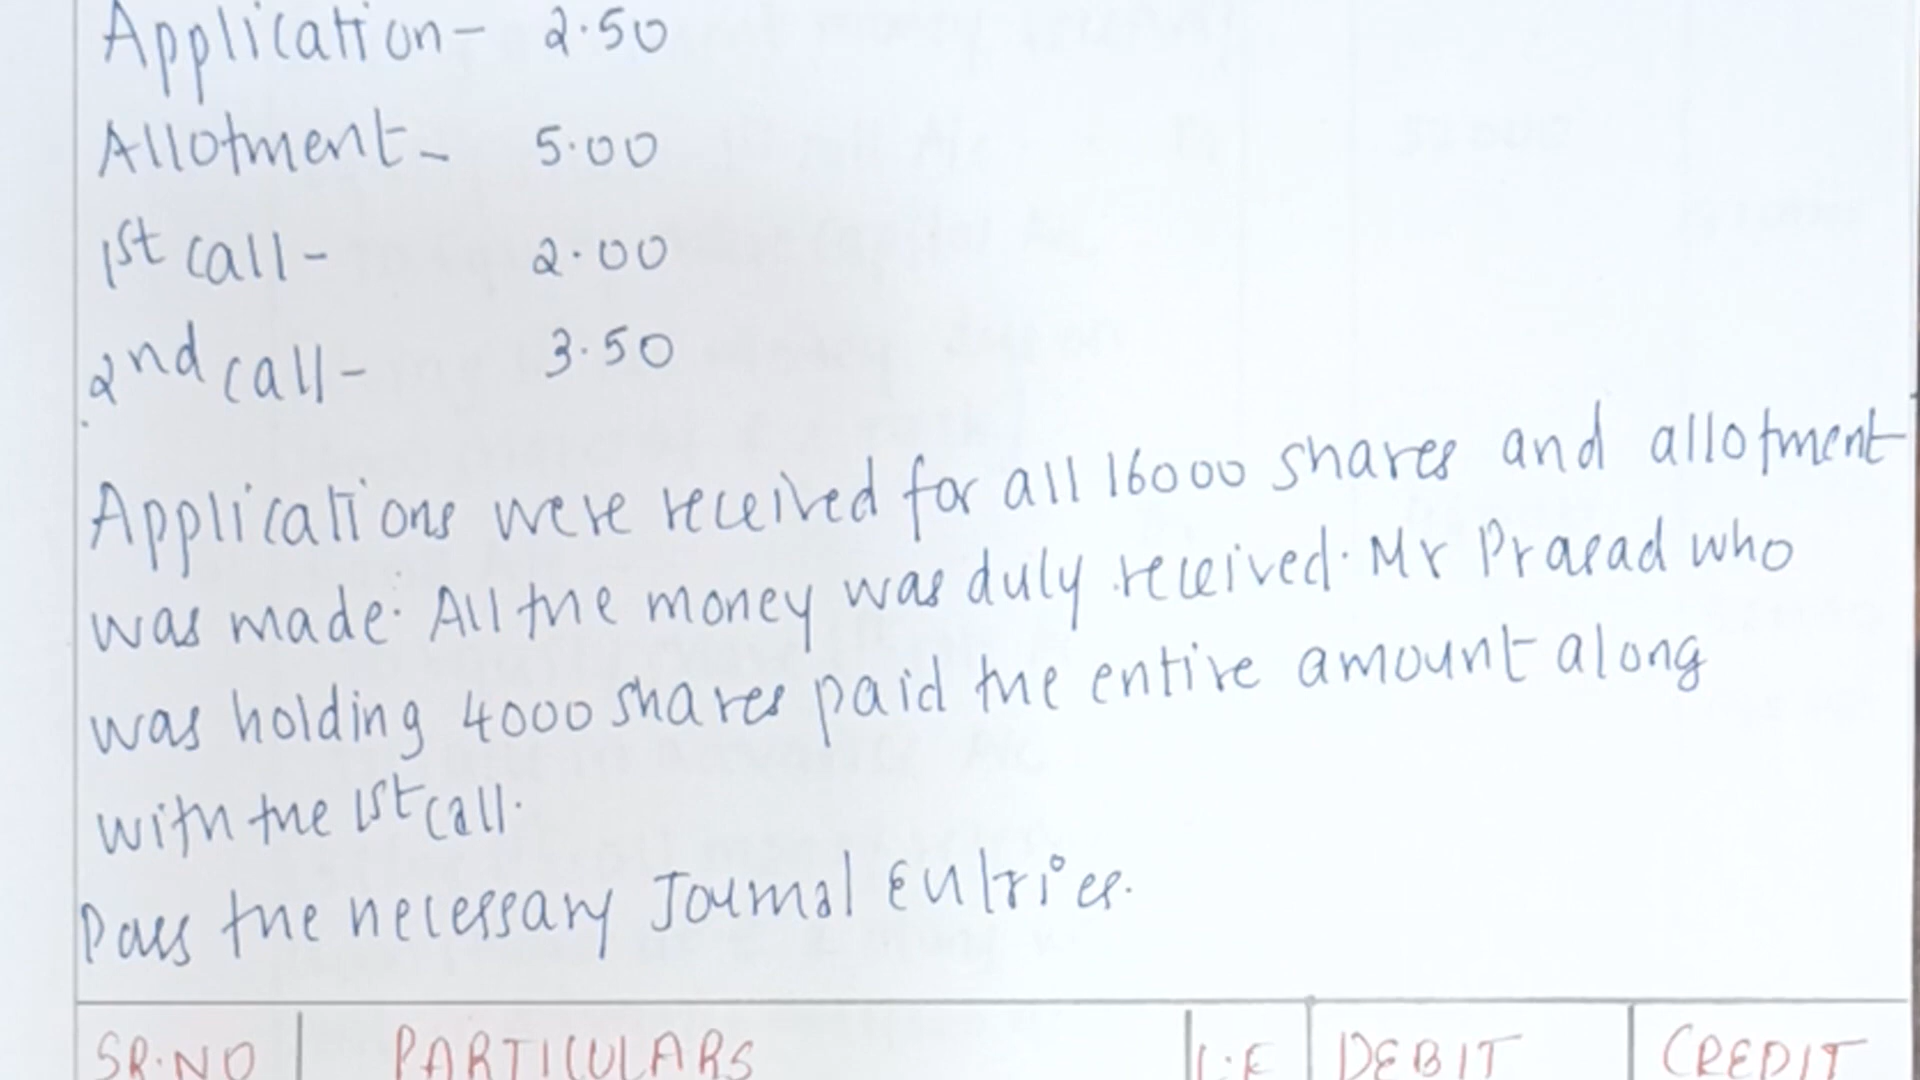 Application- 2.50
Allotment- 5.00
1st call- 2.00
2nd call- 3.50
Applications were received for all 16000 shares and allotment
was made. All the money was duly received. Mr Prasad who
was holding 4000 shares paid the entire amount along
with the 1st call.
Pass the necessary Journal Entries.
SR.NO PARTICULARS L.F DEBIT CREDIT